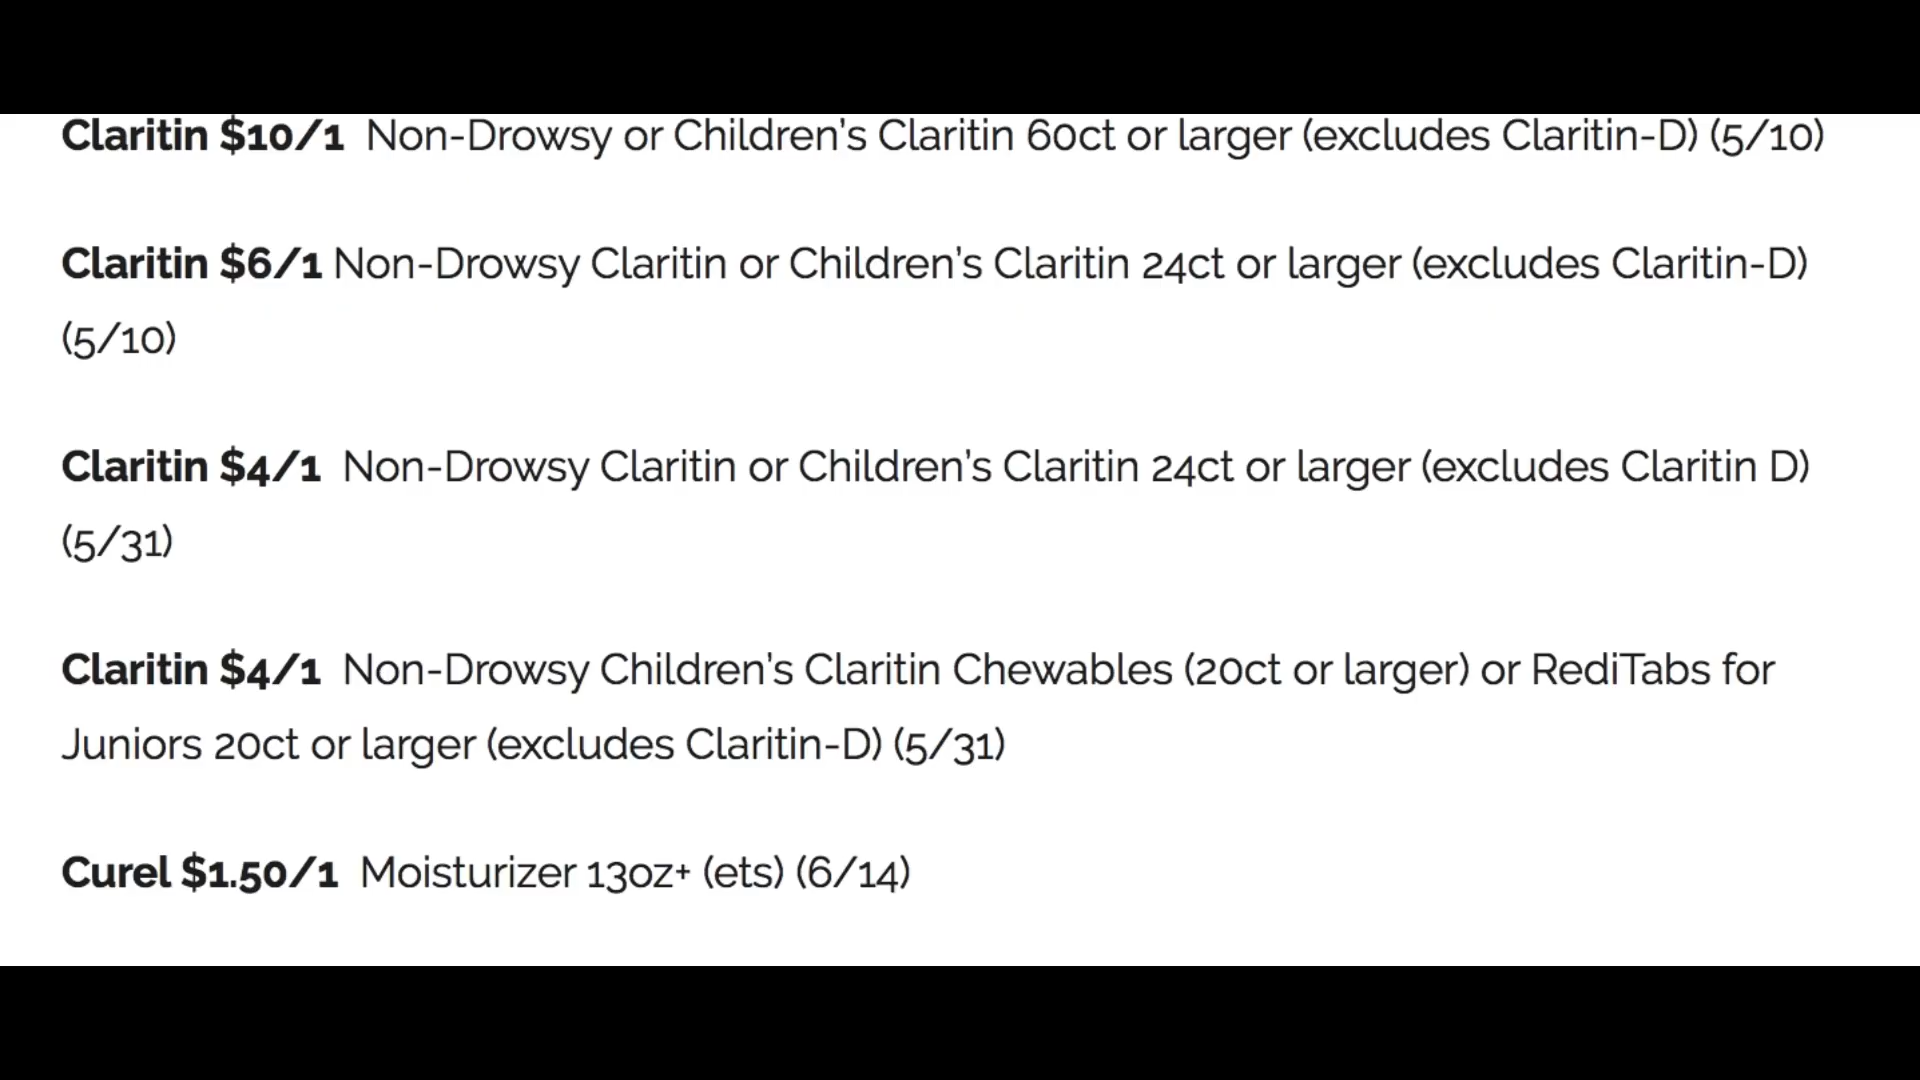 Claritin $10/1 Non-Drowsy or Children’s Claritin 60ct or larger (excludes Claritin-D) (5/10)
Claritin $6/1 Non-Drowsy Claritin or Children’s Claritin 24ct or larger (excludes Claritin-D)
(5/10)
Claritin $4/1 Non-Drowsy Claritin or Children’s Claritin 24ct or larger (excludes Claritin D)
(5/31)
Claritin $4/1 Non-Drowsy Children’s Claritin Chewables (20ct or larger) or RediTabs for
Juniors 20ct or larger (excludes Claritin-D) (5/31)
Curel $1.50/1 Moisturizer 13oz+ (ets) (6/14)